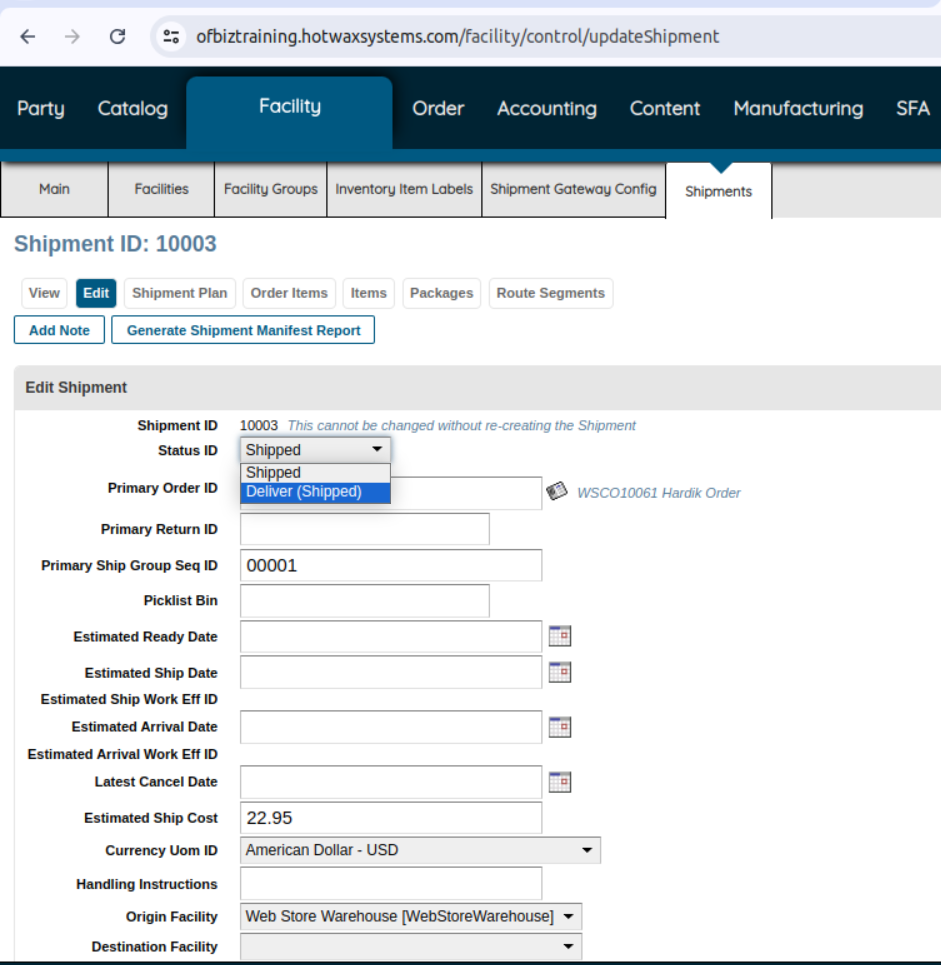 ofbiztraining.hotwaxsystems.com/facility/control/updateShipment
Party Catalog Facility Order Accounting Content Manufacturing SFA
Main Facilities Facility Groups Inventory Item Labels Shipment Gateway Config Shipments
Shipment ID: 10003
View Edit Shipment Plan Order Items Items Packages Route Segments
Add Note Generate Shipment Manifest Report
Edit Shipment
Shipment ID 10003 This cannot be changed without re-creating the Shipment
Status ID Shipped
Shipped
Deliver (Shipped)
Primary Order ID WSCO10061 Hardik Order
Primary Return ID
Primary Ship Group Seq ID 00001
Picklist Bin
Estimated Ready Date
Estimated Ship Date
Estimated Ship Work Eff ID
Estimated Arrival Date
Estimated Arrival Work Eff ID
Latest Cancel Date
Estimated Ship Cost 22.95
Currency Uom ID American Dollar - USD
Handling Instructions
Origin Facility Web Store Warehouse [WebStoreWarehouse]
Destination Facility